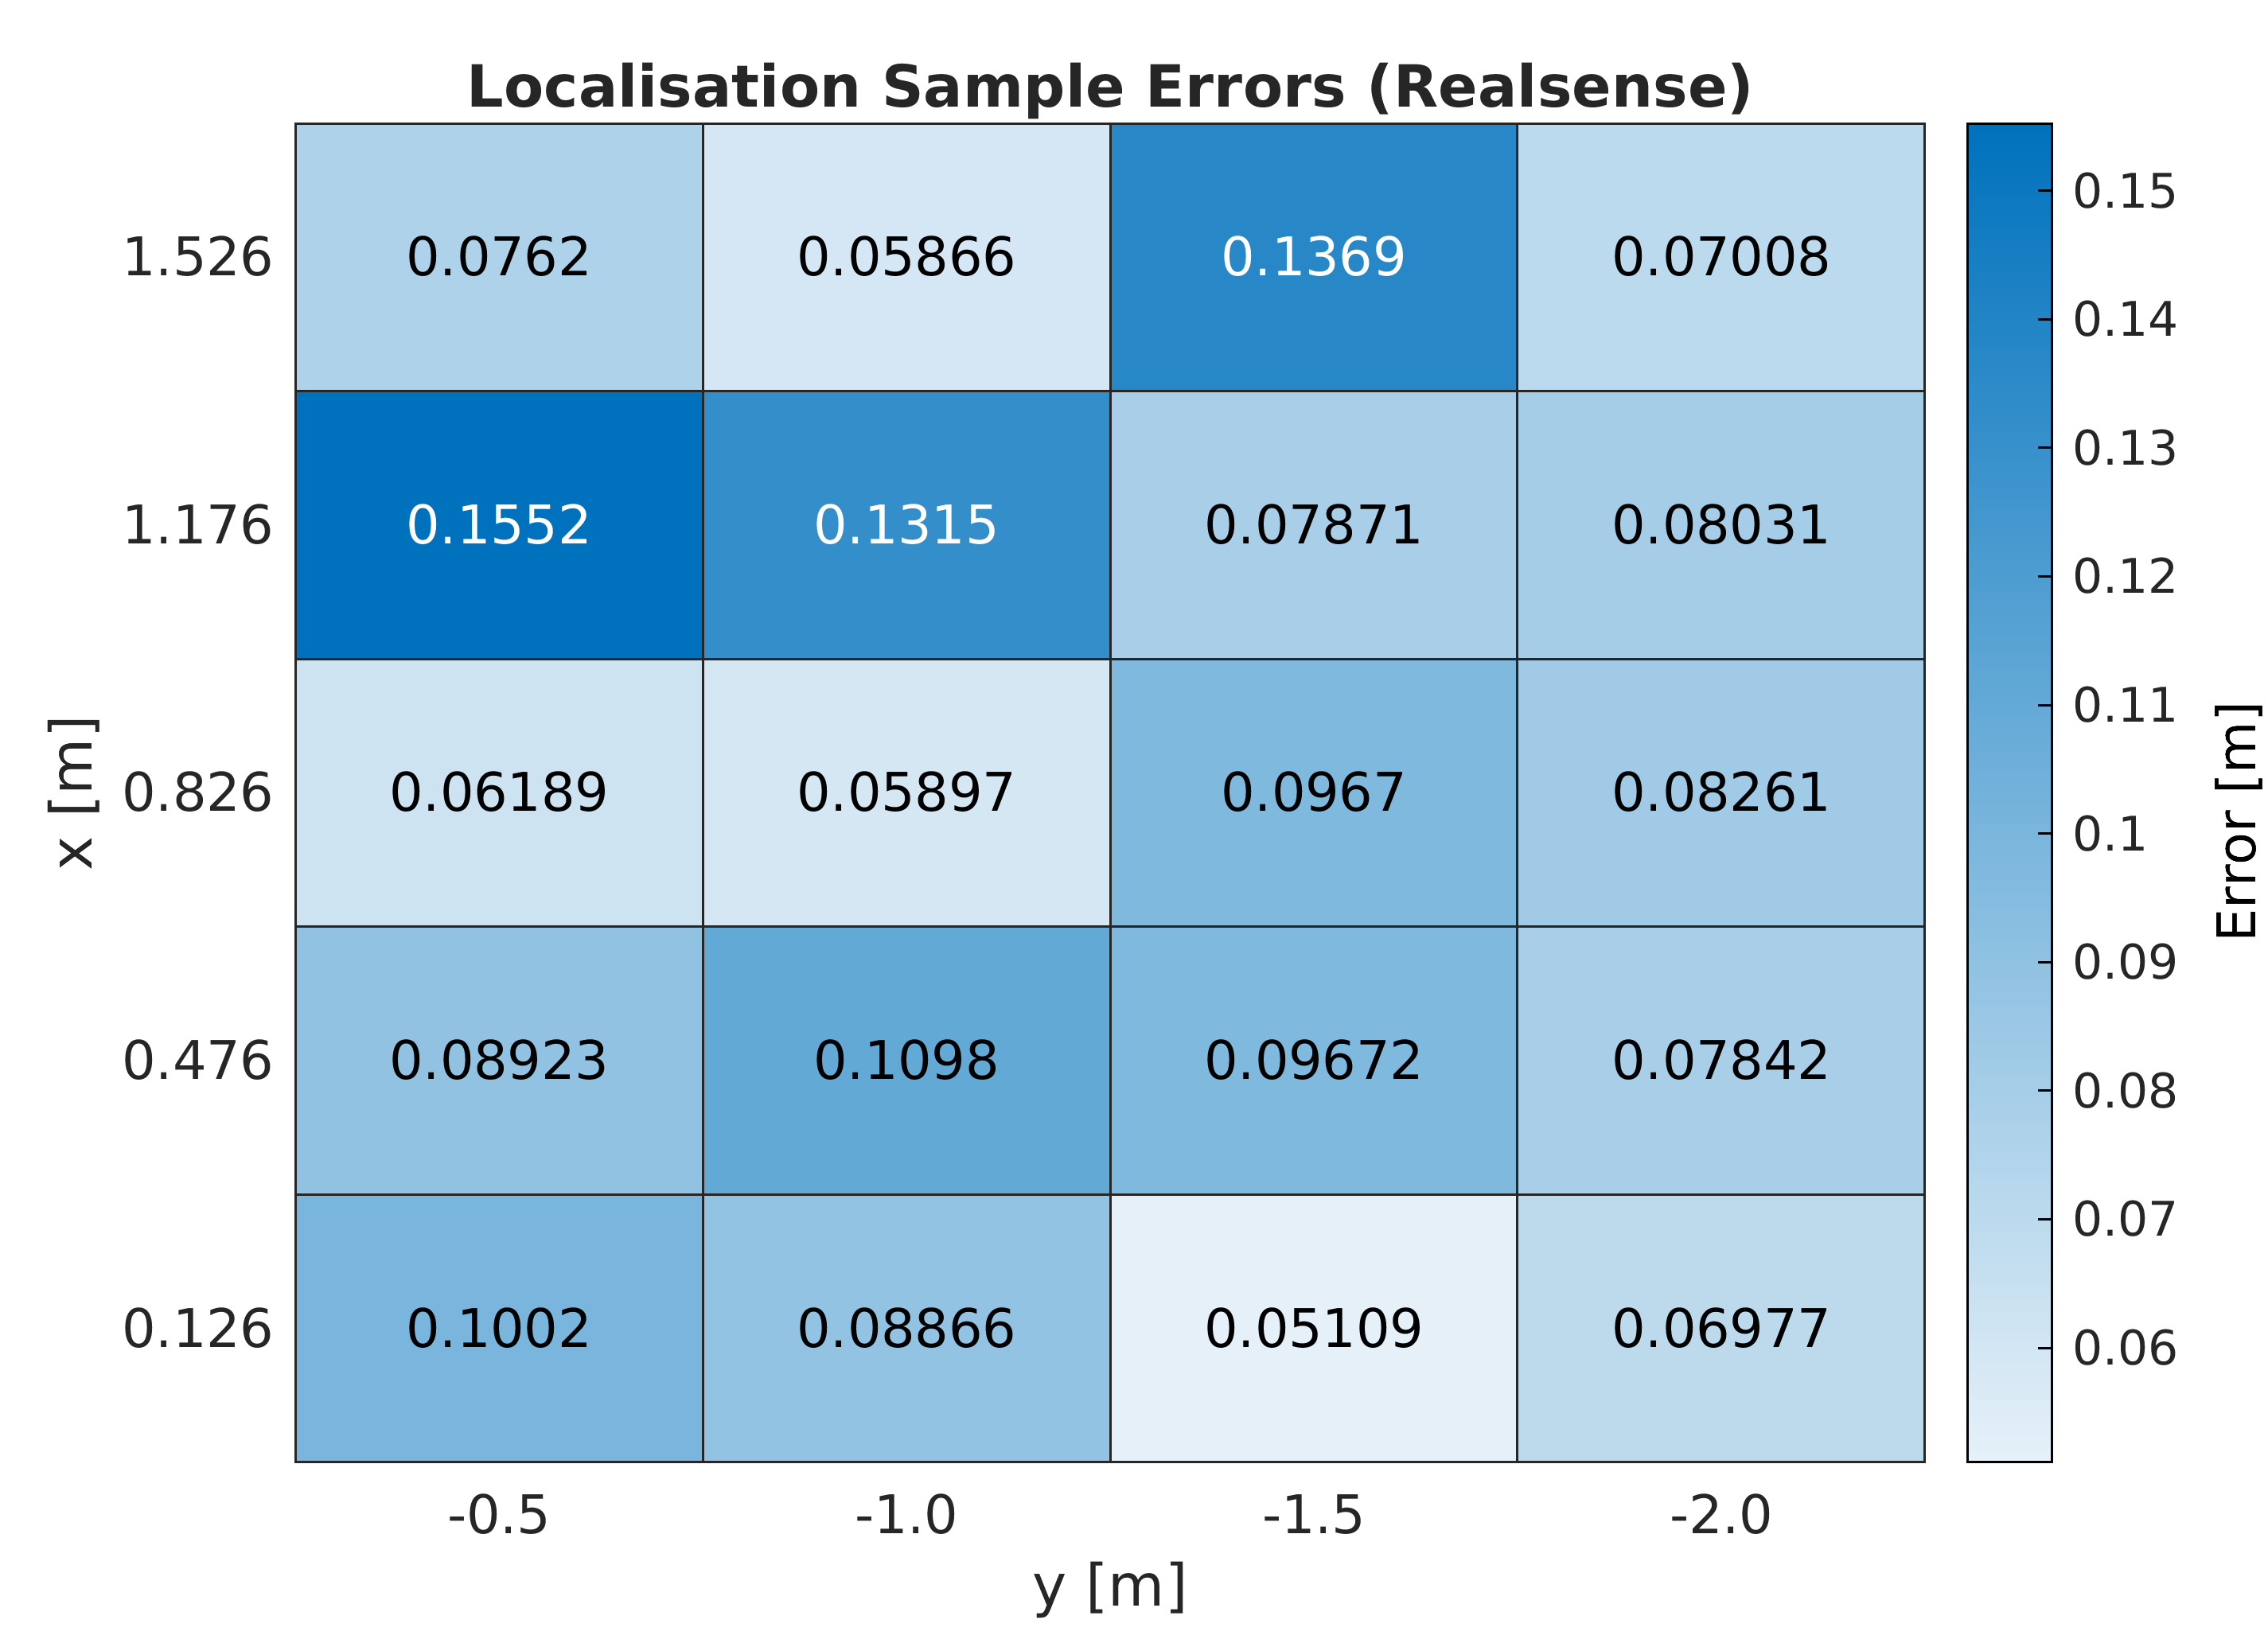 Localisation Sample Errors (Realsense)
1.526 0.0762 0.05866 0.1369 0.07008
1.176 0.1552 0.1315 0.07871 0.08031
0.826 0.06189 0.05897 0.0967 0.08261
0.476 0.08923 0.1098 0.09672 0.07842
0.126 0.1002 0.08866 0.05109 0.06977
-0.5 -1.0 -1.5 -2.0
y [m]
x [m]
0.15
0.14
0.13
0.12
0.11
0.1
0.09
0.08
0.07
0.06
Error [m]